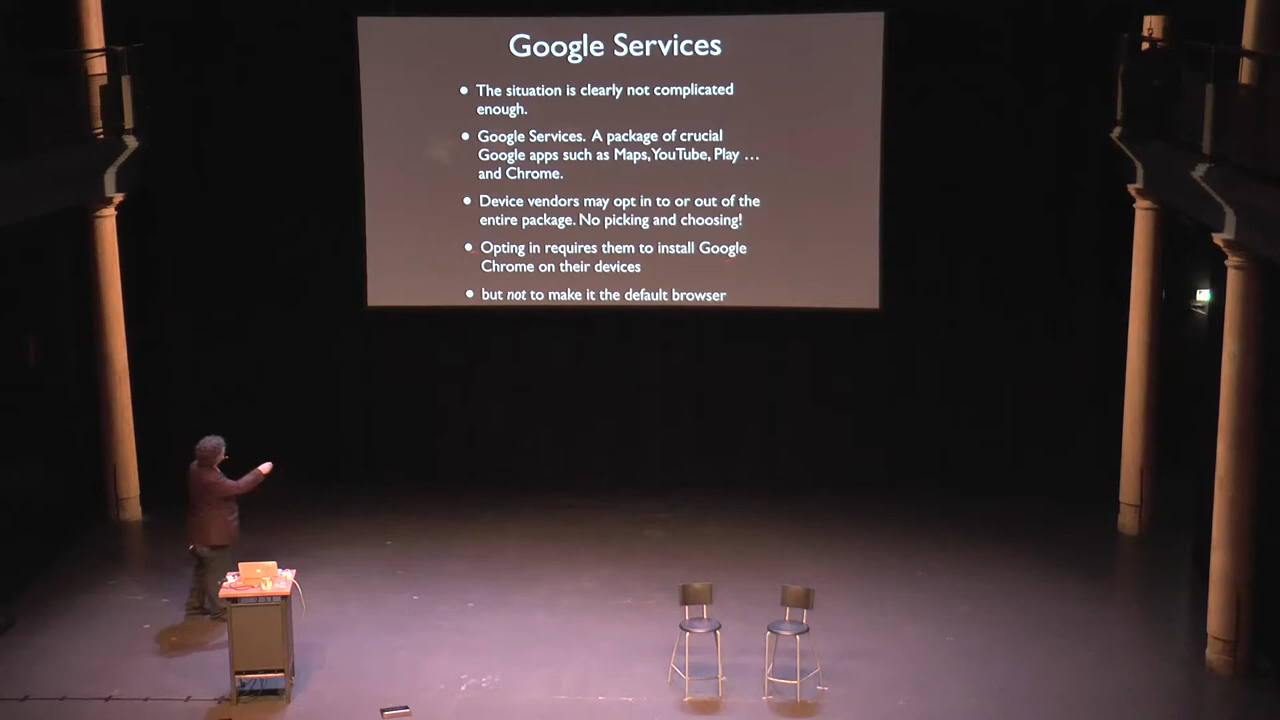 Google Services
• The situation is clearly not complicated
enough.
• Google Services. A package of crucial
Google apps such as Maps, YouTube, Play …
and Chrome.
• Device vendors may opt in to or out of the
entire package. No picking and choosing!
• Opting in requires them to install Google
Chrome on their devices
• but not to make it the default browser